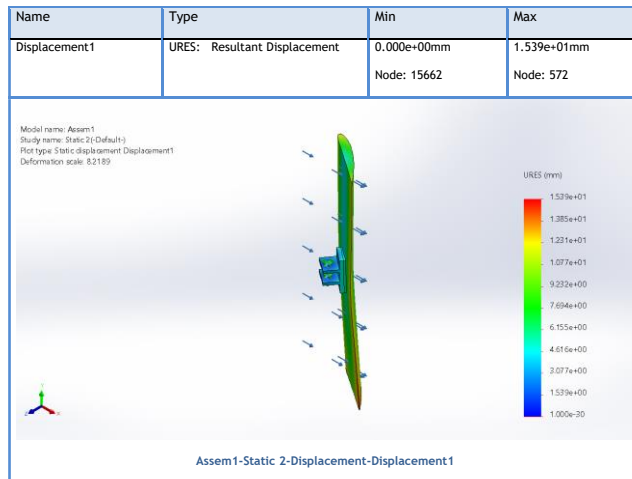 Name Type Min Max
Displacement1 URES: Resultant Displacement 0.000e+00mm 1.539e+01mm
Node: 15662 Node: 572
Model name: Assem1
Study name: Static 2(-Default-)
Plot type: Static displacement Displacement1
Deformation scale: 8.2189
URES (mm)
1.539e+01
1.385e+01
1.231e+01
1.077e+01
9.232e+00
7.694e+00
6.155e+00
4.616e+00
3.077e+00
1.539e+00
1.000e-30
Assem1-Static 2-Displacement-Displacement1